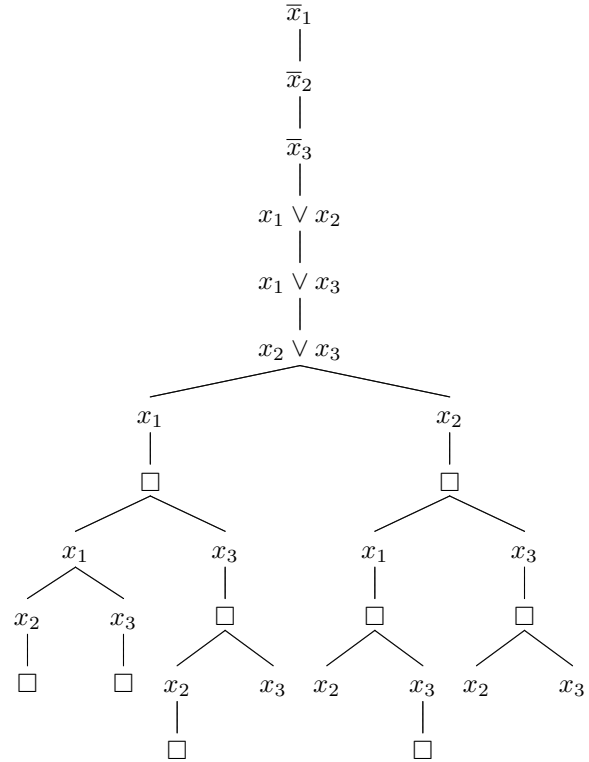 x̅₁
x̅₂
x̅₃
x₁ ∨ x₂
x₁ ∨ x₃
x₂ ∨ x₃
x₁ x₂
□ □
x₁ x₃ x₁ x₃
x₂ x₃ □ □ □
□ □ x₂ x₃ x₂ x₃ x₂ x₃
□ □